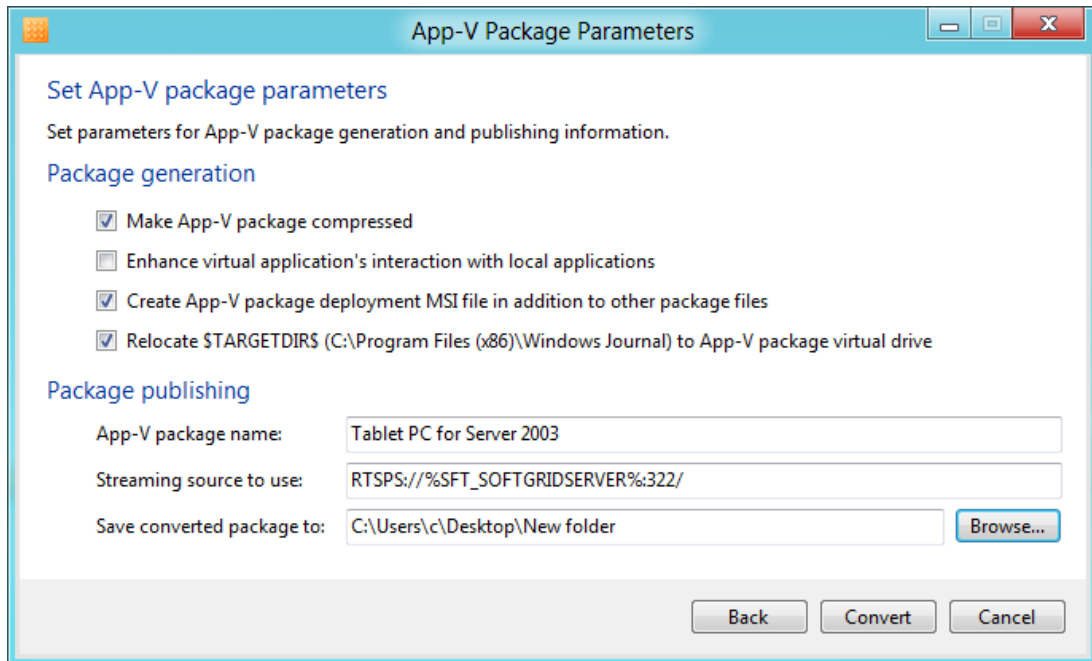 App-V Package Parameters
Set App-V package parameters
Set parameters for App-V package generation and publishing information.
Package generation
Make App-V package compressed
Enhance virtual application's interaction with local applications
Create App-V package deployment MSI file in addition to other package files
Relocate $TARGETDIR$ (C:\Program Files (x86)\Windows Journal) to App-V package virtual drive
Package publishing
App-V package name: Tablet PC for Server 2003
Streaming source to use: RTSPS://%SFT_SOFTGRIDSERVER%:322/
Save converted package to: C:\Users\c\Desktop\New folder Browse...
Back Convert Cancel